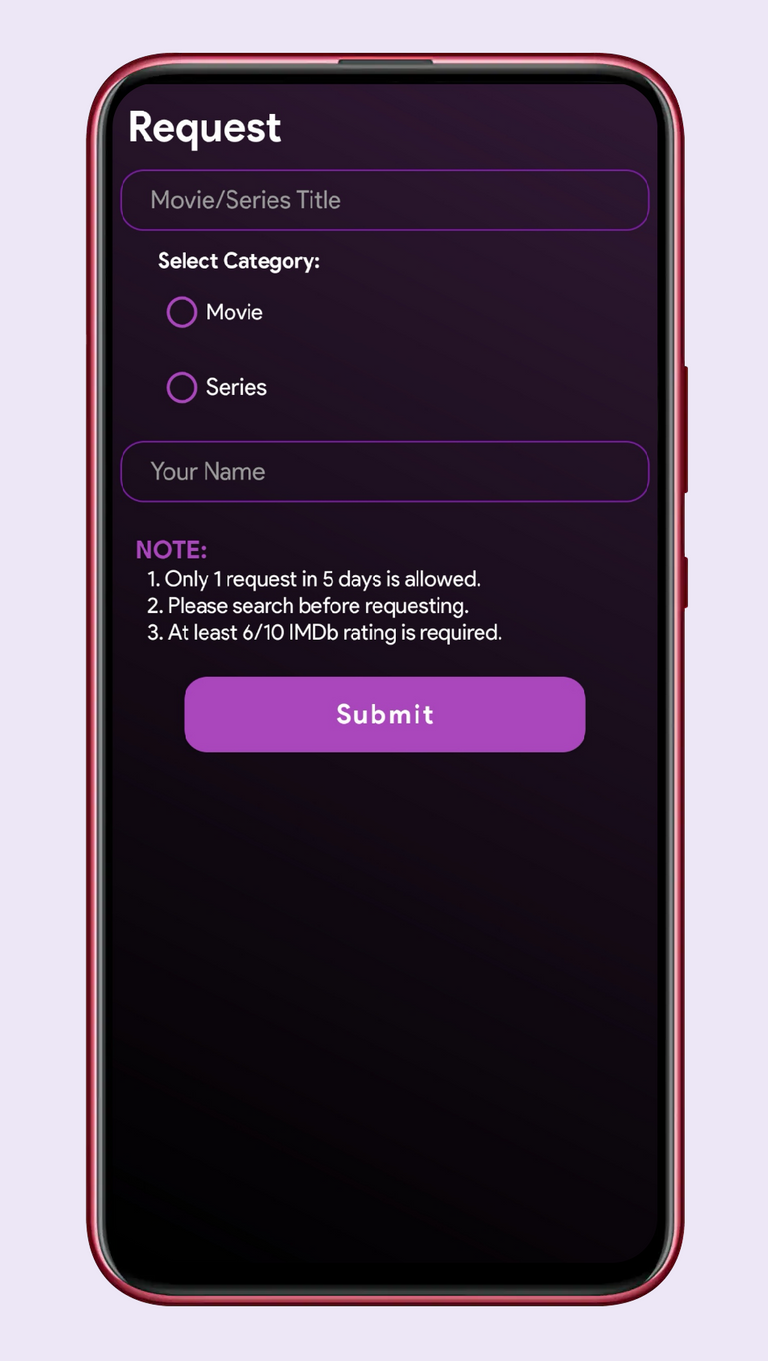 Request
Movie/Series Title
Select Category:
Movie
Series
Your Name
NOTE:
1. Only 1 request in 5 days is allowed.
2. Please search before requesting.
3. At least 6/10 IMDb rating is required.
Submit